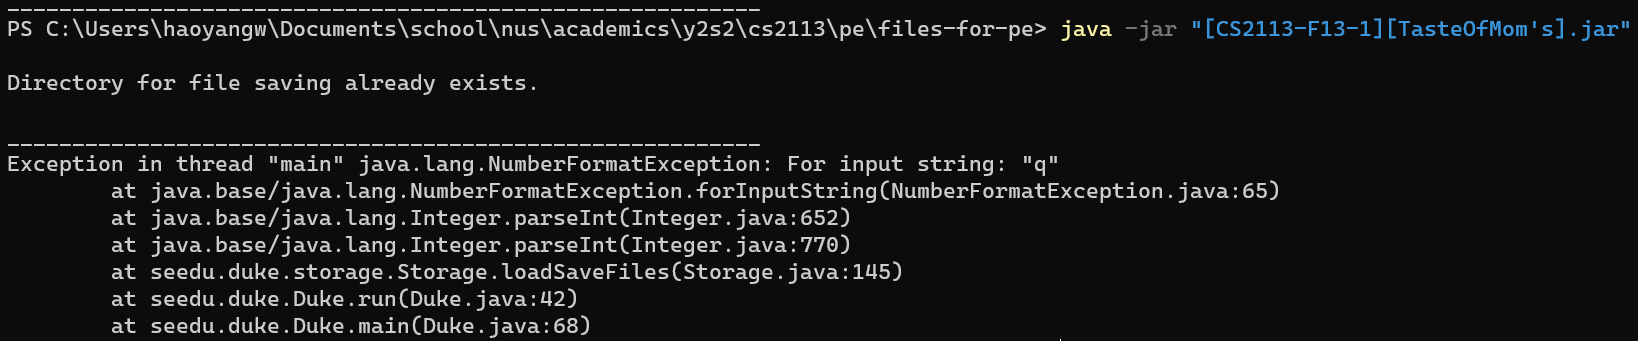 __________________________________________________________
PS C:\Users\haoyangw\Documents\school\nus\academics\y2s2\cs2113\pe\files-for-pe> java -jar "[CS2113-F13-1][TasteOfMom's].jar"
Directory for file saving already exists.
__________________________________________________________
Exception in thread "main" java.lang.NumberFormatException: For input string: "q"
        at java.base/java.lang.NumberFormatException.forInputString(NumberFormatException.java:65)
        at java.base/java.lang.Integer.parseInt(Integer.java:652)
        at java.base/java.lang.Integer.parseInt(Integer.java:770)
        at seedu.duke.storage.Storage.loadSaveFiles(Storage.java:145)
        at seedu.duke.Duke.run(Duke.java:42)
        at seedu.duke.Duke.main(Duke.java:68)